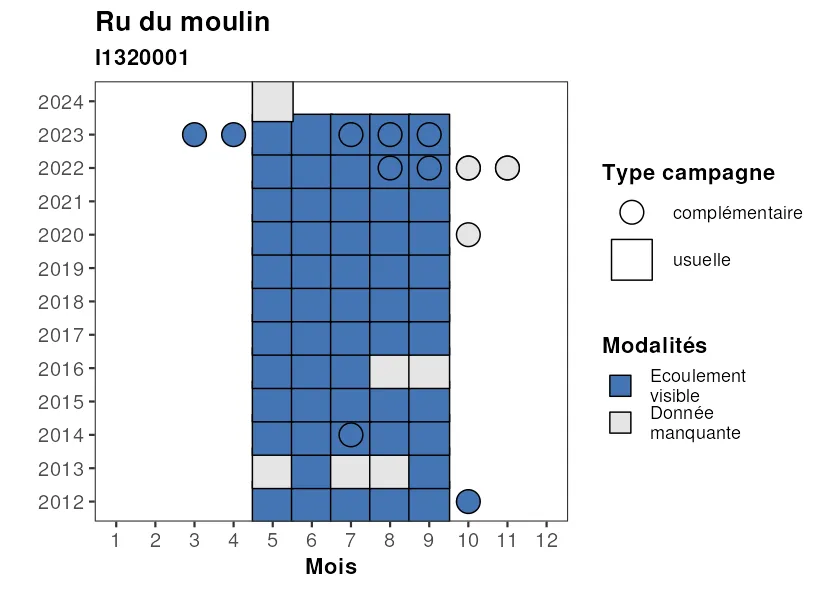 Ru du moulin
I1320001
2024
2023
2022
2021
2020
2019
2018
2017
2016
2015
2014
2013
2012
1 2 3 4 5 6 7 8 9 10 11 12
Mois
Type campagne
complémentaire
usuelle
Modalités
Ecoulement
visible
Donnée
manquante